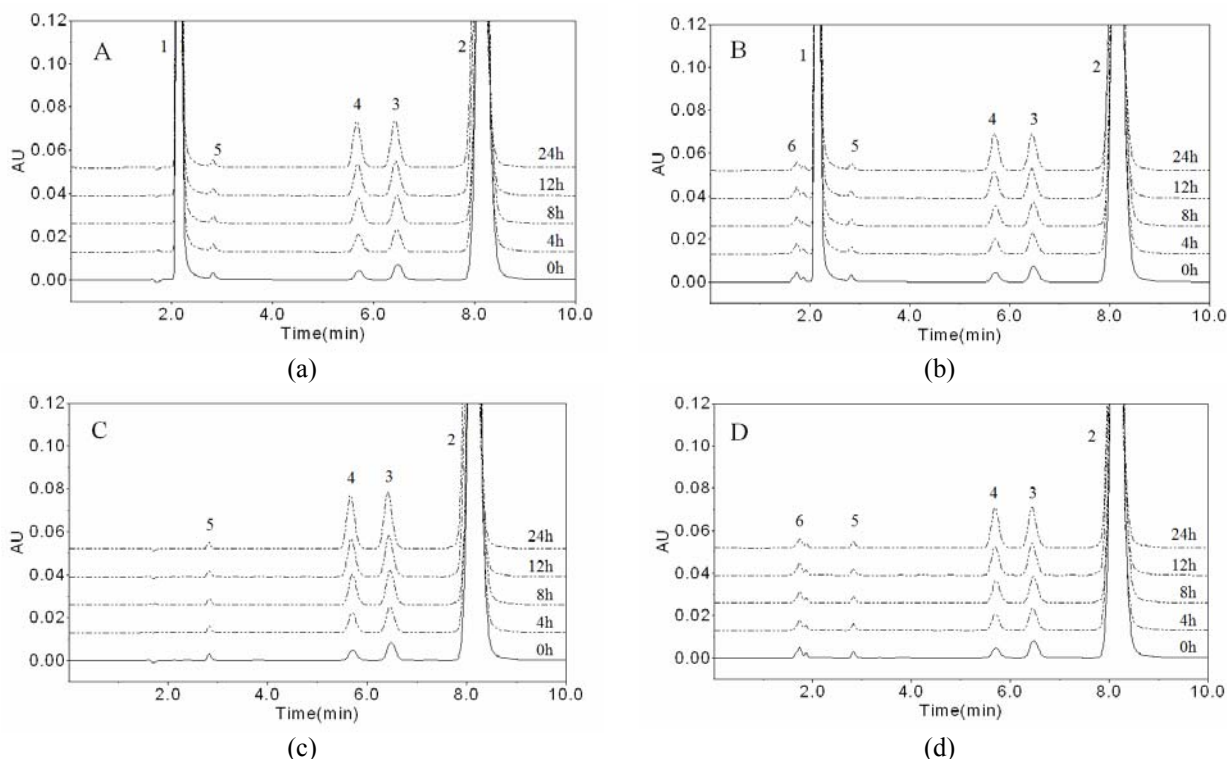 A
0.12
0.10
0.08
0.06
0.04
0.02
0.00
AU
1
2
4
3
5
24h
12h
8h
4h
0h
2.0
4.0
6.0
8.0
10.0
Time(min)
(a)
B
0.12
0.10
0.08
0.06
0.04
0.02
0.00
AU
1
2
4
3
6
5
24h
12h
8h
4h
0h
2.0
4.0
6.0
8.0
10.0
Time(min)
(b)
C
0.12
0.10
0.08
0.06
0.04
0.02
0.00
AU
2
4
3
5
24h
12h
8h
4h
0h
2.0
4.0
6.0
8.0
10.0
Time(min)
(c)
D
0.12
0.10
0.08
0.06
0.04
0.02
0.00
AU
2
4
3
6
5
24h
12h
8h
4h
0h
2.0
4.0
6.0
8.0
10.0
Time(min)
(d)